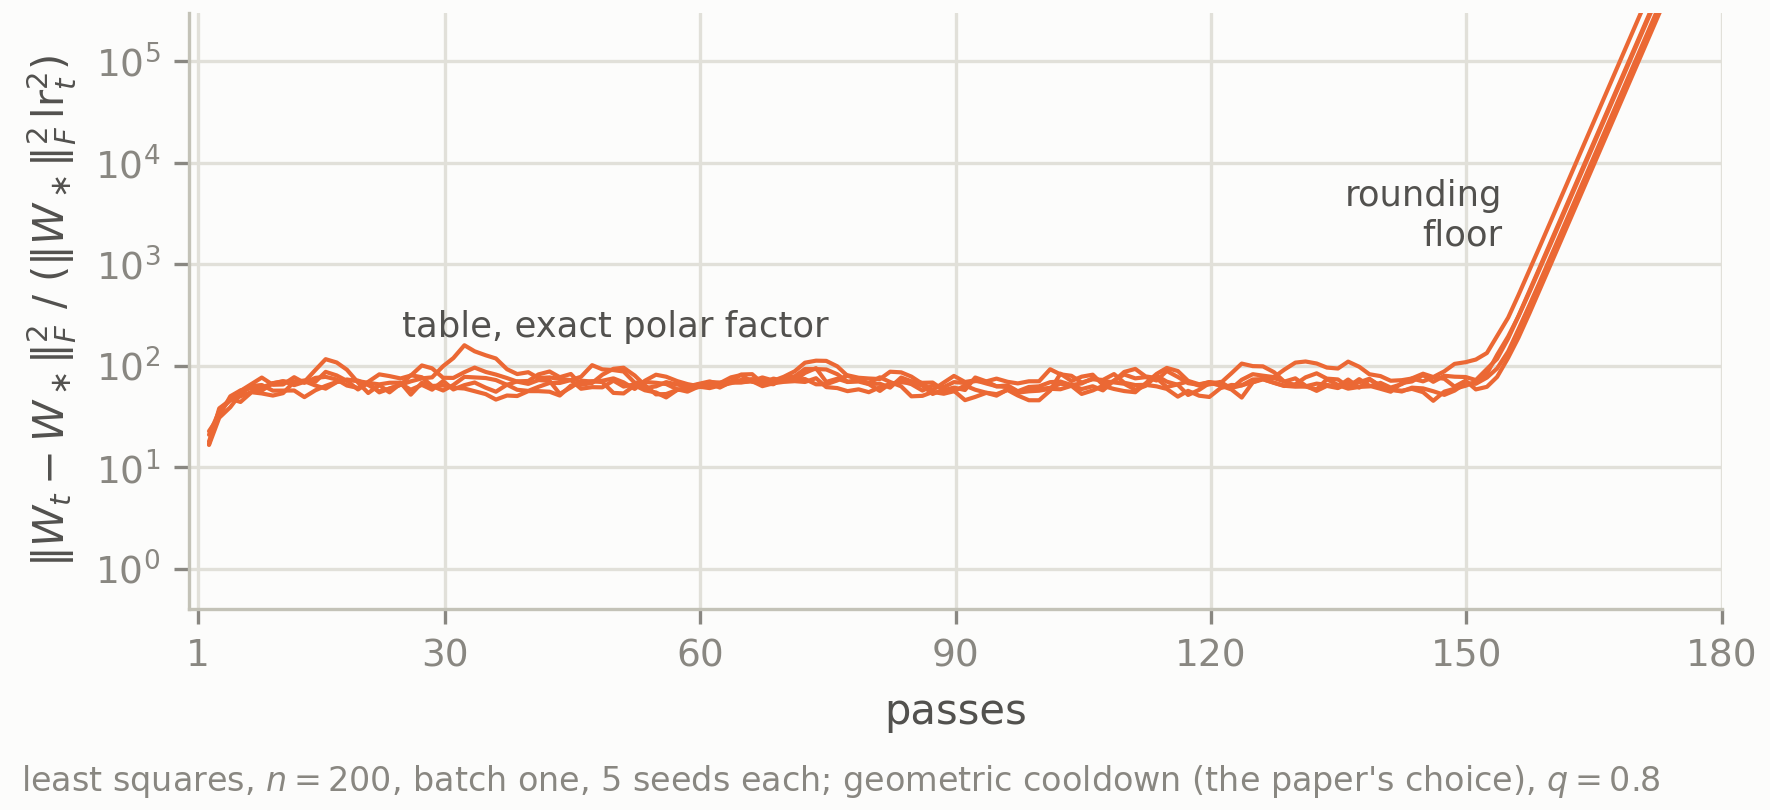 ‖W_t − W_*‖_F^2 / (‖W_*‖_F^2 lr_t^2)
10^5
10^4
10^3
10^2
10^1
10^0
rounding
floor
table, exact polar factor
1 30 60 90 120 150 180
passes
least squares, n = 200, batch one, 5 seeds each; geometric cooldown (the paper's choice), q = 0.8